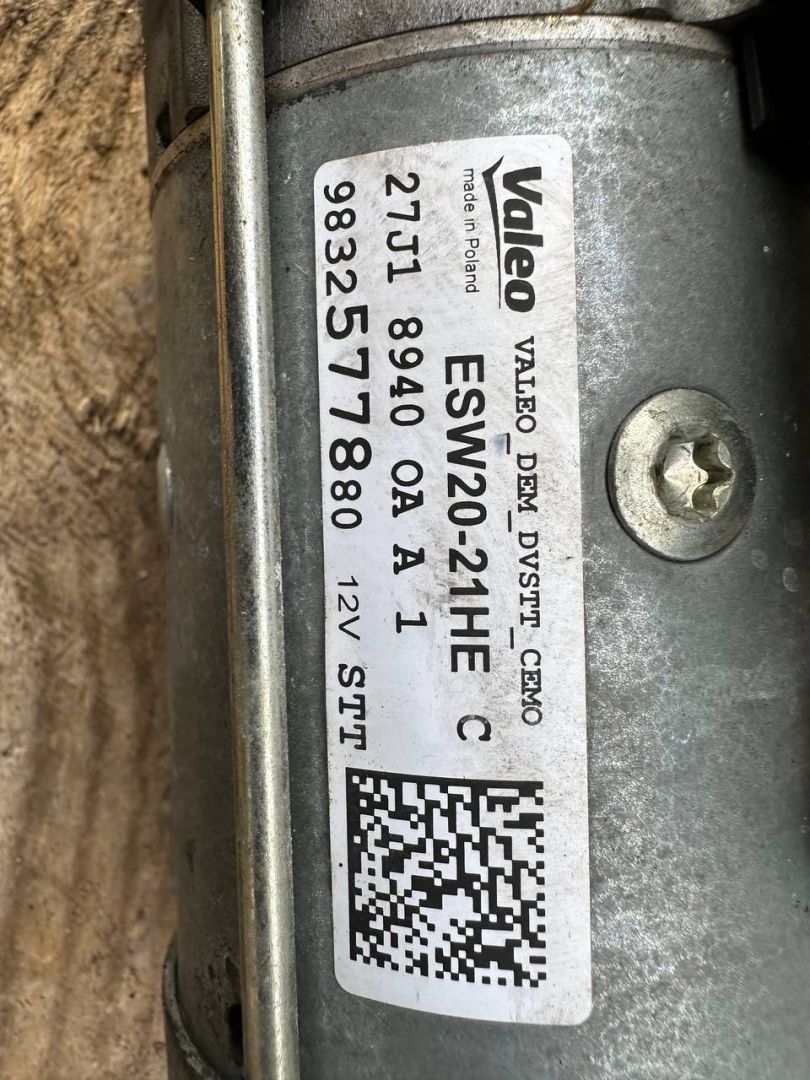 Valeo
made in Poland
VALEO_DEM_DVSTT_CEMO
ESW20-21HE C
27J1 8940 0A A 1
9832577880 12V STT